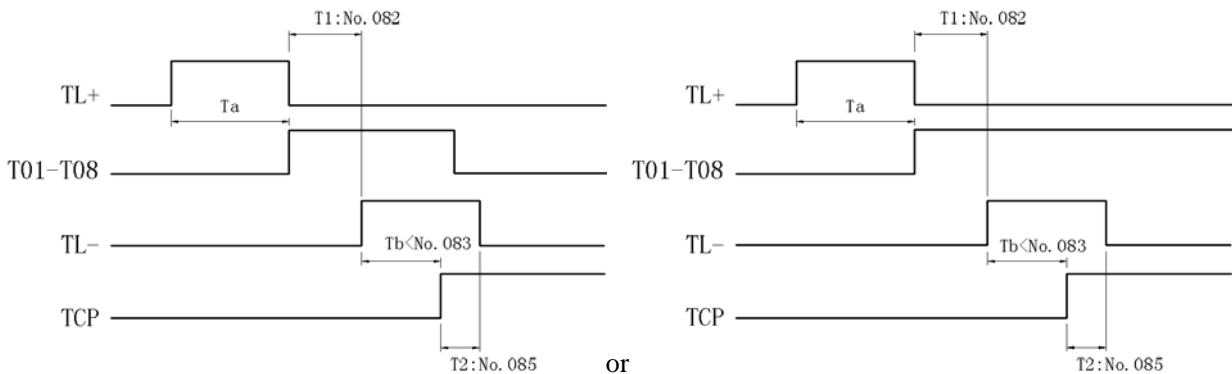 T1:No.082
TL+
Ta
T01-T08
TL-
Tb<No.083
TCP
T2:No.085
or
T1:No.082
TL+
Ta
T01-T08
TL-
Tb<No.083
TCP
T2:No.085